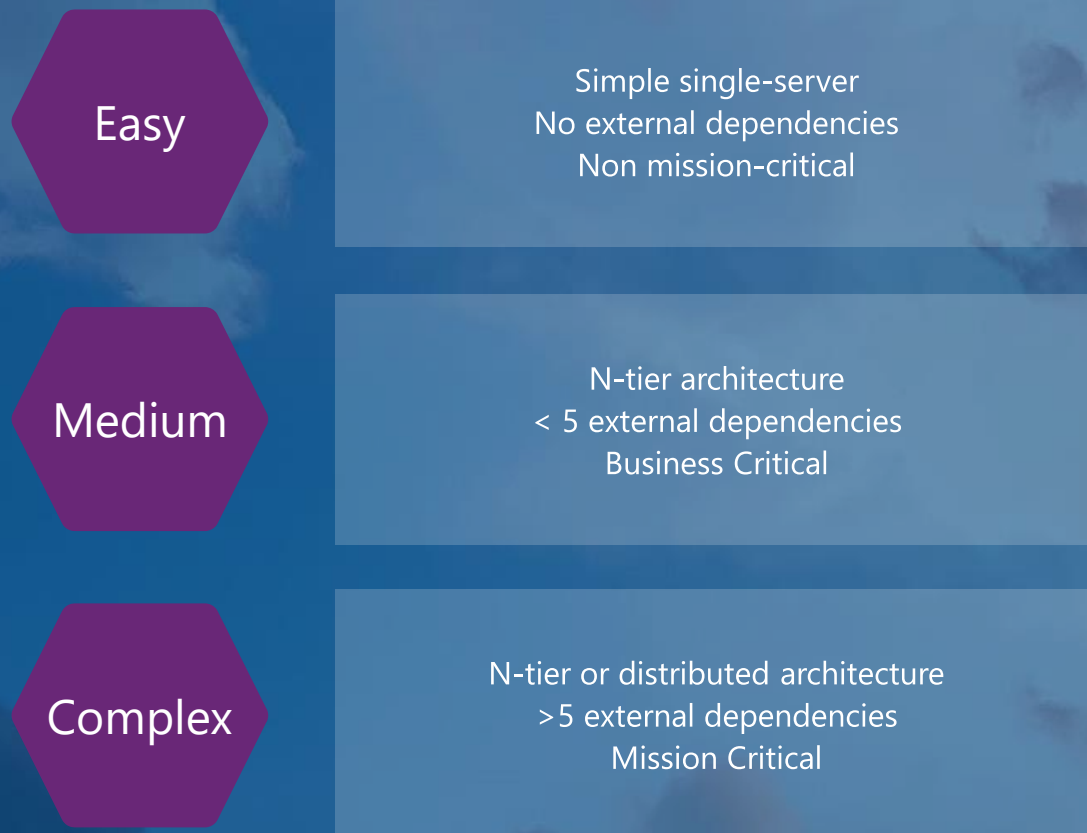 Easy
Simple single-server
No external dependencies
Non mission-critical
Medium
N-tier architecture
< 5 external dependencies
Business Critical
Complex
N-tier or distributed architecture
>5 external dependencies
Mission Critical